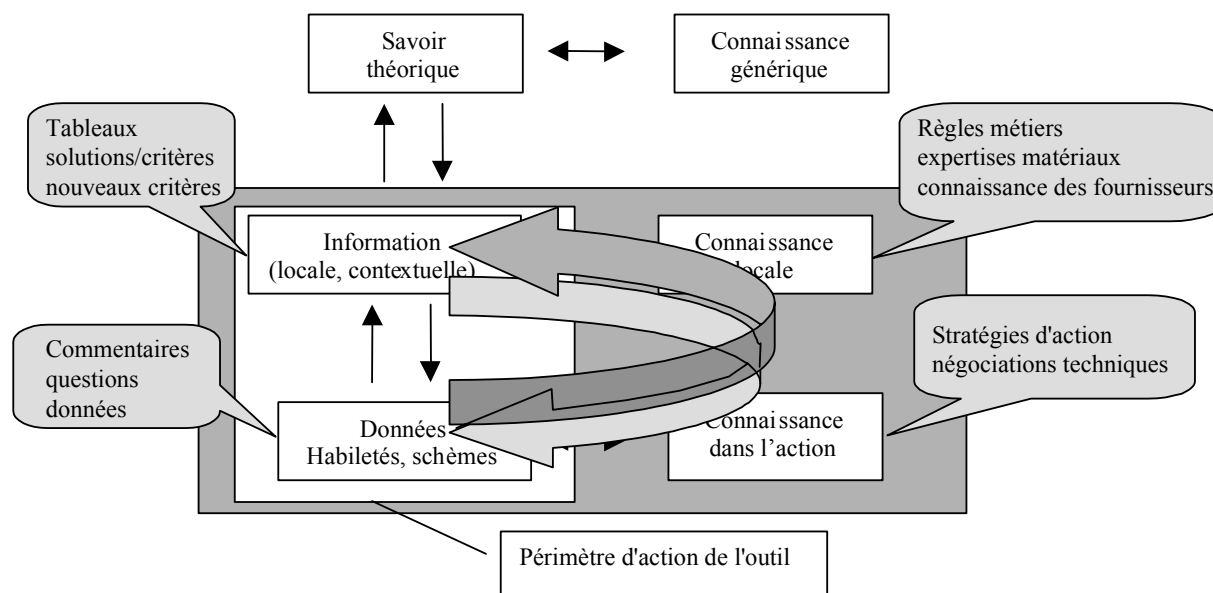 Savoir
théorique
Connaissance
générique
Tableaux
solutions/critères
nouveaux critères
Règles métiers
expertises matériaux
connaissance des fournisseurs
Information
(locale, contextuelle)
Connaissance
locale
Commentaires
questions
données
Stratégies d'action
négociations techniques
Données
Habiletés, schèmes
Connaissance
dans l'action
Périmètre d'action de l'outil